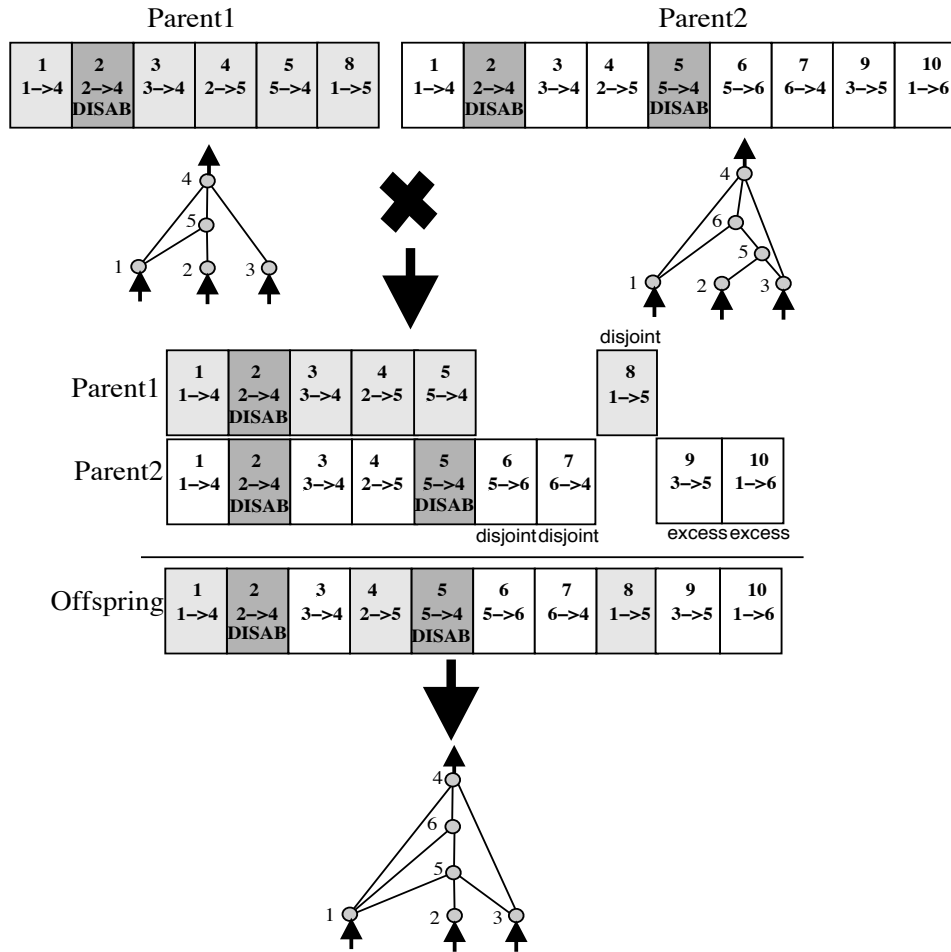 Parent1 Parent2
1 2 3 4 5 8 1 2 3 4 5 6 7 9 10
1–>4 2–>4 3–>4 2–>5 5–>4 1–>5 1–>4 2–>4 3–>4 2–>5 5–>4 5–>6 6–>4 3–>5 1–>6
DISAB DISAB DISAB
4 4
5 6
5
1 2 3 1 2 3
disjoint
Parent1 1 2 3 4 5 8
1–>4 2–>4 3–>4 2–>5 5–>4 1–>5
DISAB
Parent2 1 2 3 4 5 6 7 9 10
1–>4 2–>4 3–>4 2–>5 5–>4 5–>6 6–>4 3–>5 1–>6
DISAB DISAB
disjoint disjoint excess excess
Offspring 1 2 3 4 5 6 7 8 9 10
1–>4 2–>4 3–>4 2–>5 5–>4 5–>6 6–>4 1–>5 3–>5 1–>6
DISAB DISAB
4
6
5
1 2 3